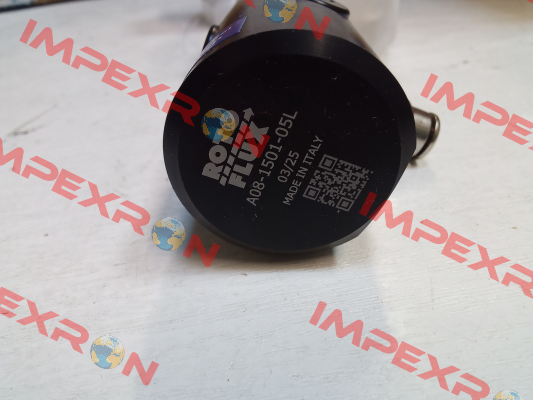 ROTO
FLUX
A08-1501-05L
03/25
MADE IN ITALY
IMPEXRON
IMPEXRON
IMPEXRON
IMPEXRON
IMPEXRON
IMPEXRON